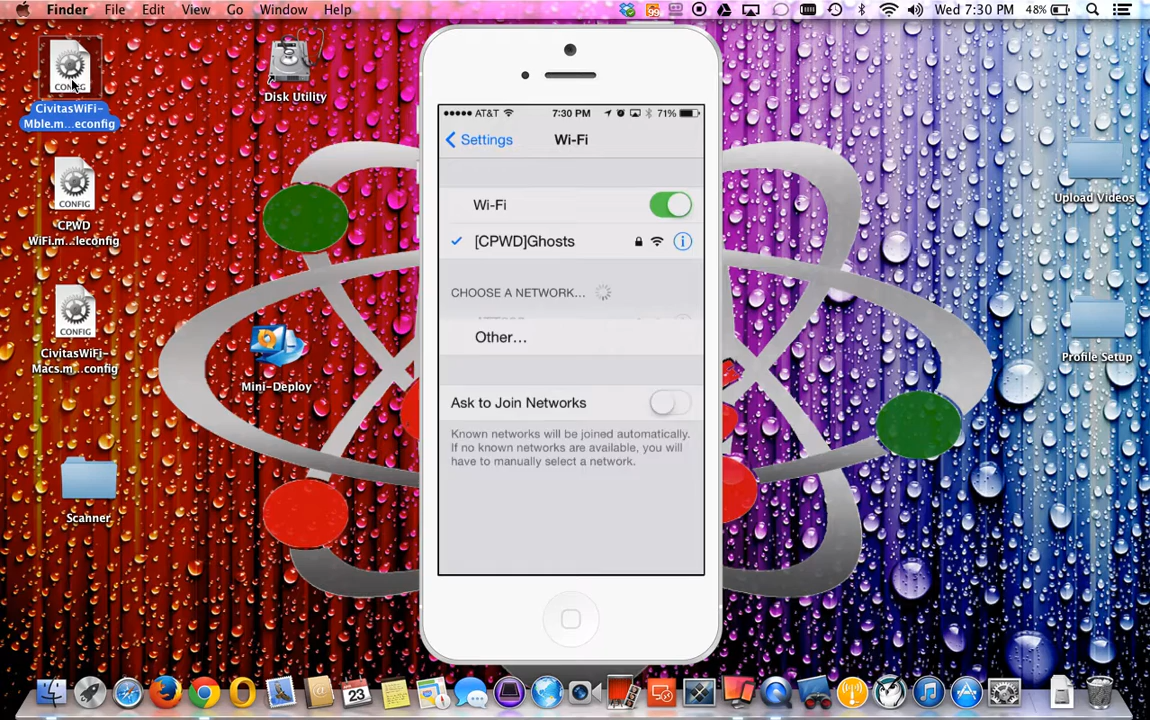 Finder File Edit View Go Window Help
99
Wed 7:30 PM 48%
CONFIG
CivitasWiFi-
Mble.m...econfig
CONFIG
CPWD
WiFi.m...leconfig
CONFIG
CivitasWiFi-
Macs.m...config
Scanner
Disk Utility
Mini-Deploy
AT&T 7:30 PM 71%
Settings Wi-Fi
Wi-Fi
[CPWD]Ghosts
CHOOSE A NETWORK...
Other...
Ask to Join Networks
Known networks will be joined automatically.
If no known networks are available, you will
have to manually select a network.
Upload Videos
Profile Setup
23